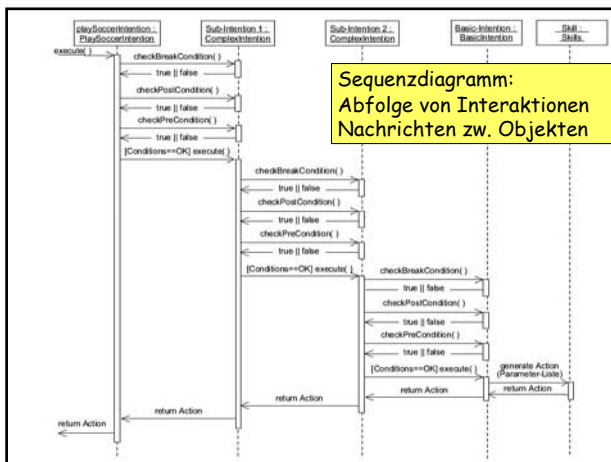 playSoccerIntention :
PlaySoccerIntention
Sub-Intention 1 :
ComplexIntention
Sub-Intention 2 :
ComplexIntention
Basic-Intention :
BasicIntention
Skill :
Skills
execute( )
checkBreakCondition( )
true || false
checkPostCondition( )
true || false
checkPreCondition( )
true || false
[Conditions==OK] execute( )
Sequenzdiagramm:
Abfolge von Interaktionen
Nachrichten zw. Objekten
checkBreakCondition( )
true || false
checkPostCondition( )
true || false
checkPreCondition( )
true || false
[Conditions==OK] execute( )
checkBreakCondition( )
true || false
checkPostCondition( )
true || false
checkPreCondition( )
true || false
[Conditions==OK] execute( )
generate Action
(Parameter-Liste)
return Action
return Action
return Action
return Action
return Action